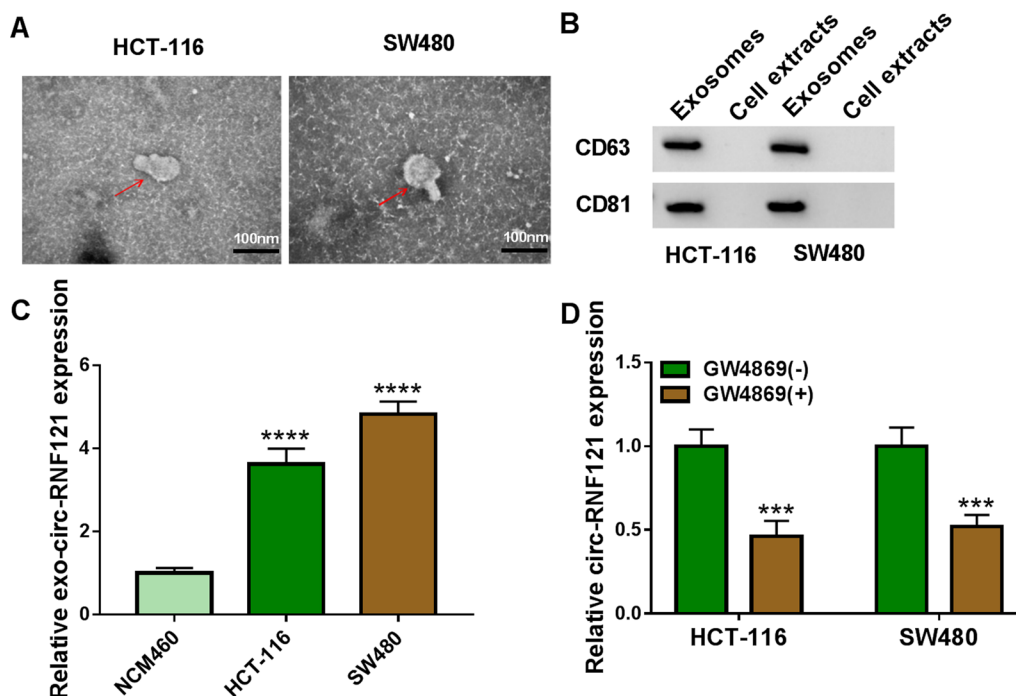 A
HCT-116
SW480
100nm
100nm
B
Exosomes
Cell extracts
Exosomes
Cell extracts
CD63
CD81
HCT-116
SW480
C
Relative exo-circ-RNF121 expression
6
4
2
0
****
****
NCM460
HCT-116
SW480
D
Relative circ-RNF121 expression
1.5
1.0
0.5
0.0
GW4869(-)
GW4869(+)
***
***
HCT-116
SW480